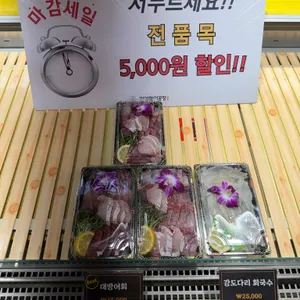 마감세일
서두르세요!!
전 품 목
5,000원 할인!!
대방어회
강도다리 회국수
₩25,000